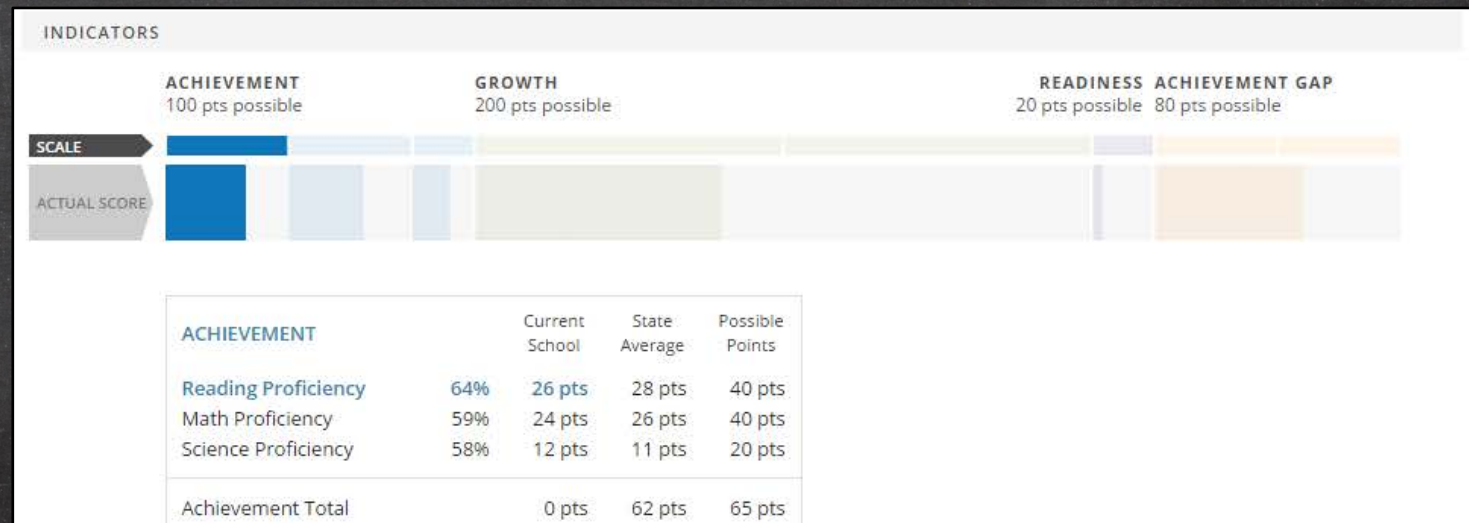 INDICATORS
ACHIEVEMENT GROWTH READINESS ACHIEVEMENT GAP
100 pts possible 200 pts possible 20 pts possible 80 pts possible
SCALE
ACTUAL SCORE
ACHIEVEMENT Current School State Average Possible Points
Reading Proficiency 64% 26 pts 28 pts 40 pts
Math Proficiency 59% 24 pts 26 pts 40 pts
Science Proficiency 58% 12 pts 11 pts 20 pts
Achievement Total 0 pts 62 pts 65 pts